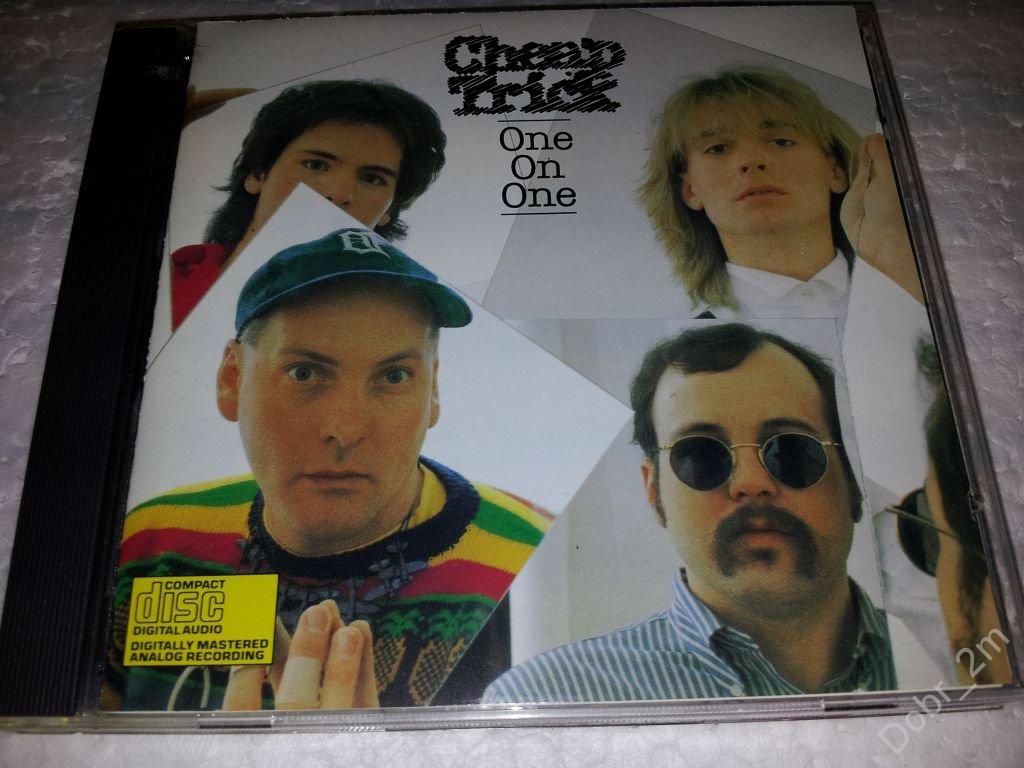 Cheap
Trick
One
On
One
COMPACT
disc
DIGITAL AUDIO
DIGITALLY MASTERED
ANALOG RECORDING
Dobr_2m